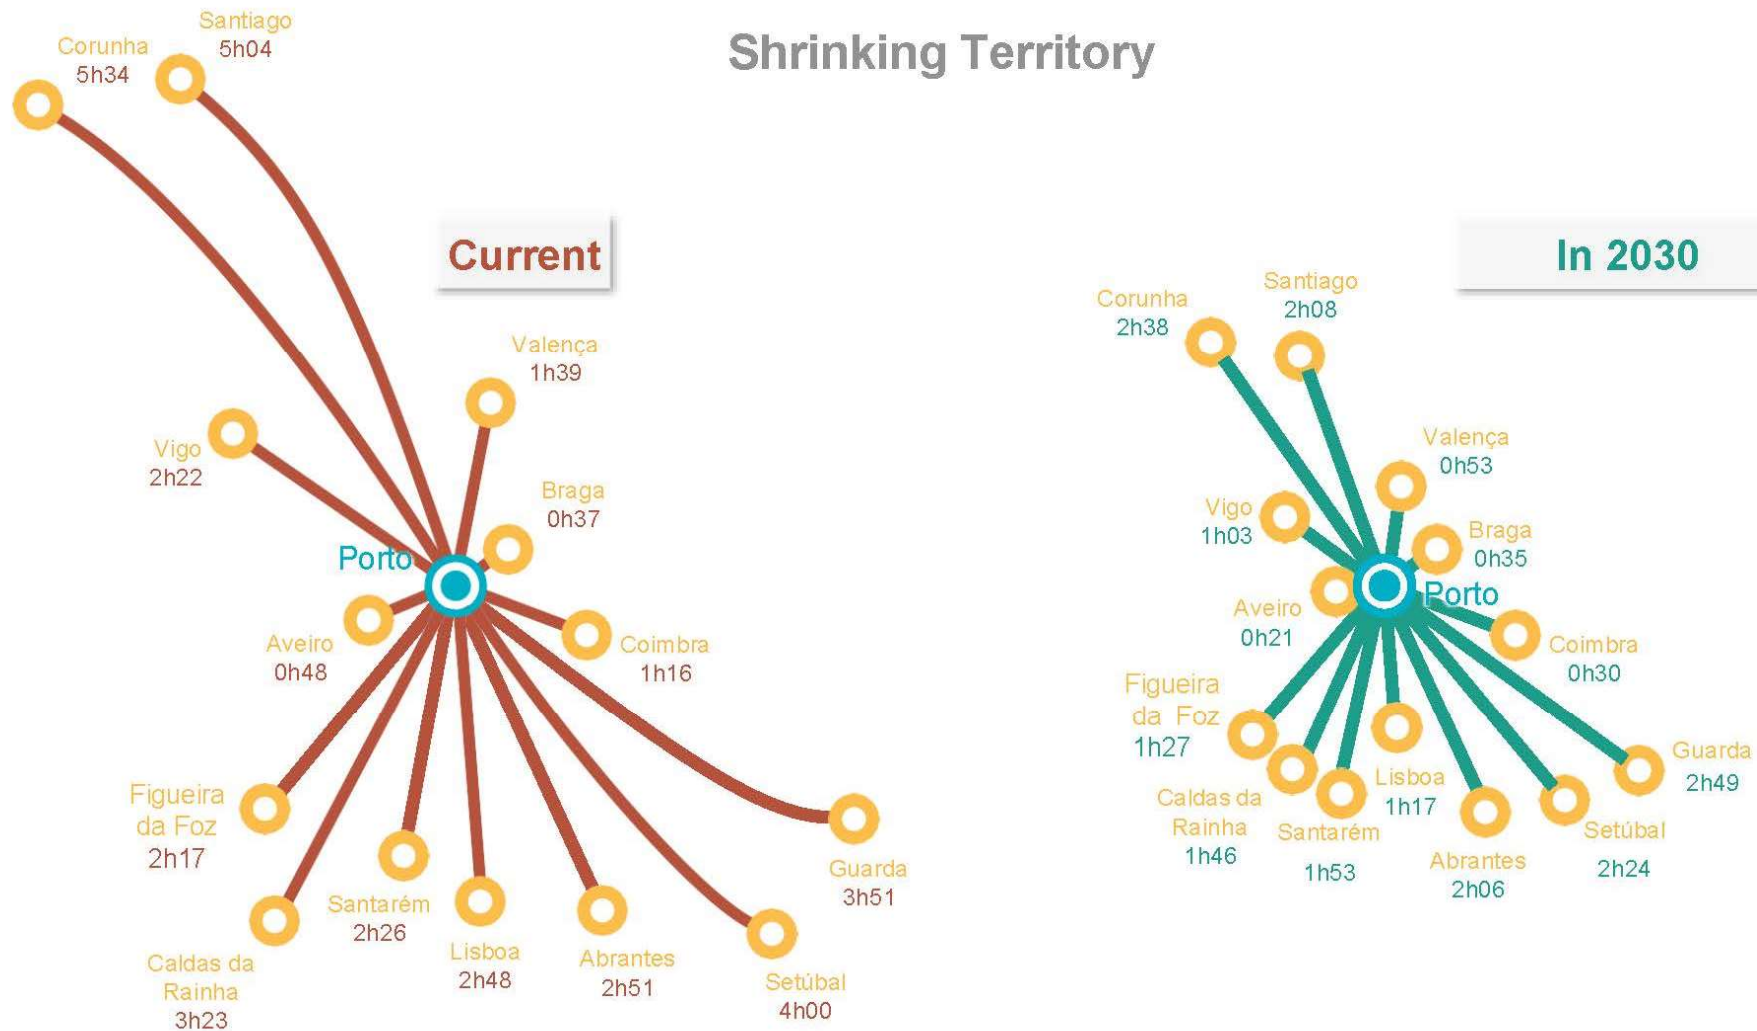 Shrinking Territory
Santiago
5h04
Corunha
5h34
Current
Valença
1h39
Vigo
2h22
Braga
0h37
Porto
Aveiro
0h48
Coimbra
1h16
Figueira
da Foz
2h17
Santarém
2h26
Lisboa
2h48
Abrantes
2h51
Guarda
3h51
Caldas da
Rainha
3h23
Setúbal
4h00
In 2030
Santiago
2h08
Corunha
2h38
Valença
0h53
Vigo
1h03
Braga
0h35
Porto
Aveiro
0h21
Coimbra
0h30
Figueira
da Foz
1h27
Caldas da
Rainha
1h46
Santarém
1h53
Lisboa
1h17
Abrantes
2h06
Setúbal
2h24
Guarda
2h49